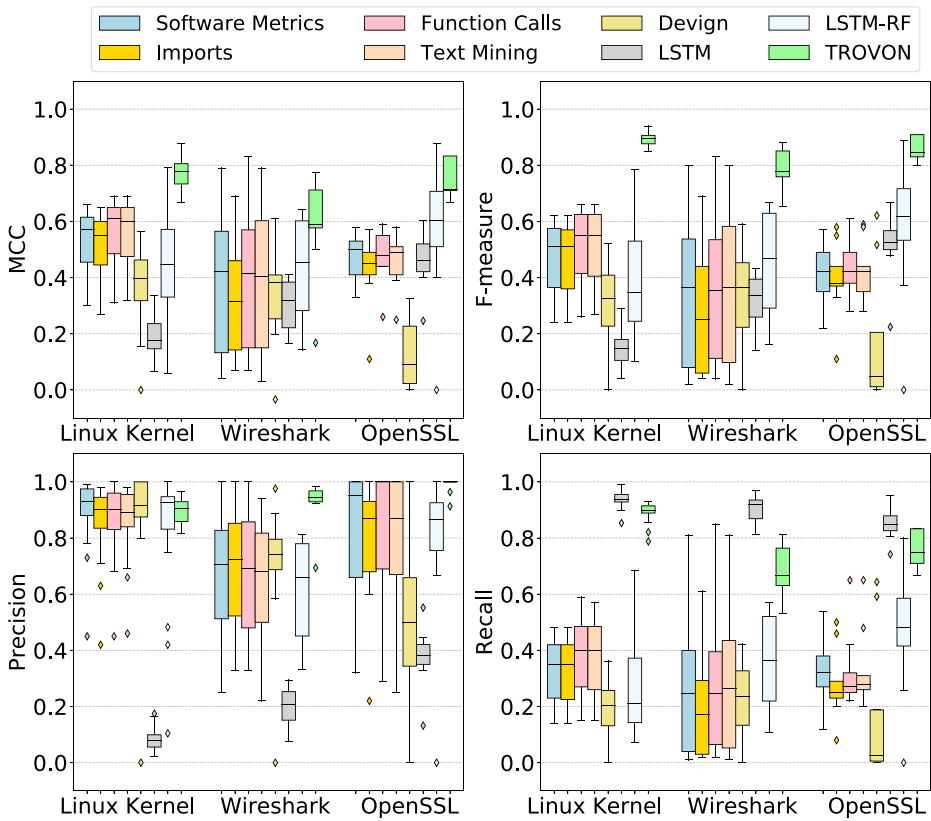 Software Metrics Function Calls Devign LSTM-RF
Imports Text Mining LSTM TROVON
MCC
1.0
0.8
0.6
0.4
0.2
0.0
Linux Kernel Wireshark OpenSSL
F-measure
1.0
0.8
0.6
0.4
0.2
0.0
Linux Kernel Wireshark OpenSSL
Precision
1.0
0.8
0.6
0.4
0.2
0.0
Linux Kernel Wireshark OpenSSL
Recall
1.0
0.8
0.6
0.4
0.2
0.0
Linux Kernel Wireshark OpenSSL